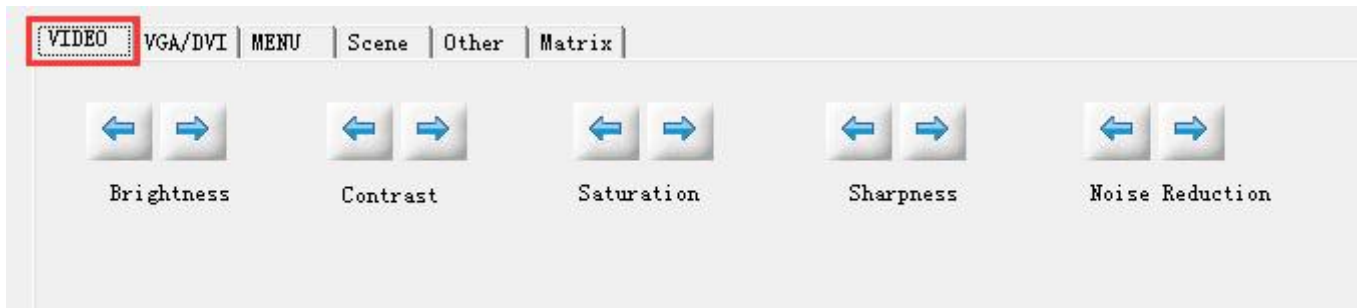 VIDEO VGA/DVI MENU Scene Other Matrix
Brightness Contrast Saturation Sharpness Noise Reduction